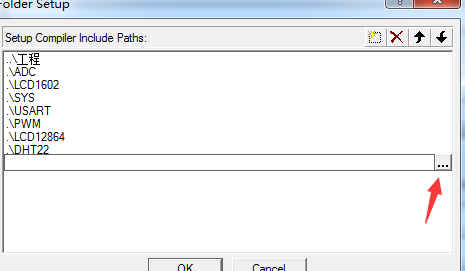 Folder Setup
Setup Compiler Include Paths:
..\工程
.\ADC
.\LCD1602
.\SYS
.\USART
.\PWM
.\LCD12864
.\DHT22
...
OK
Cancel